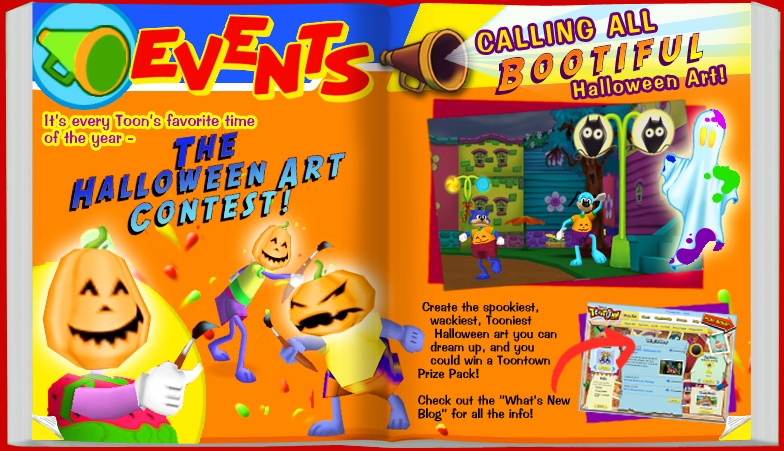 EVENTS
It's every Toon's favorite time
of the year -
THE
HALLOWEEN ART
CONTEST!
CALLING ALL
BOOTIFUL
Halloween Art!
Create the spookiest,
wackiest, Tooniest
Halloween art you can
dream up, and you
could win a Toontown
Prize Pack!
Check out the "What's New
Blog" for all the info!
TOONTOWN